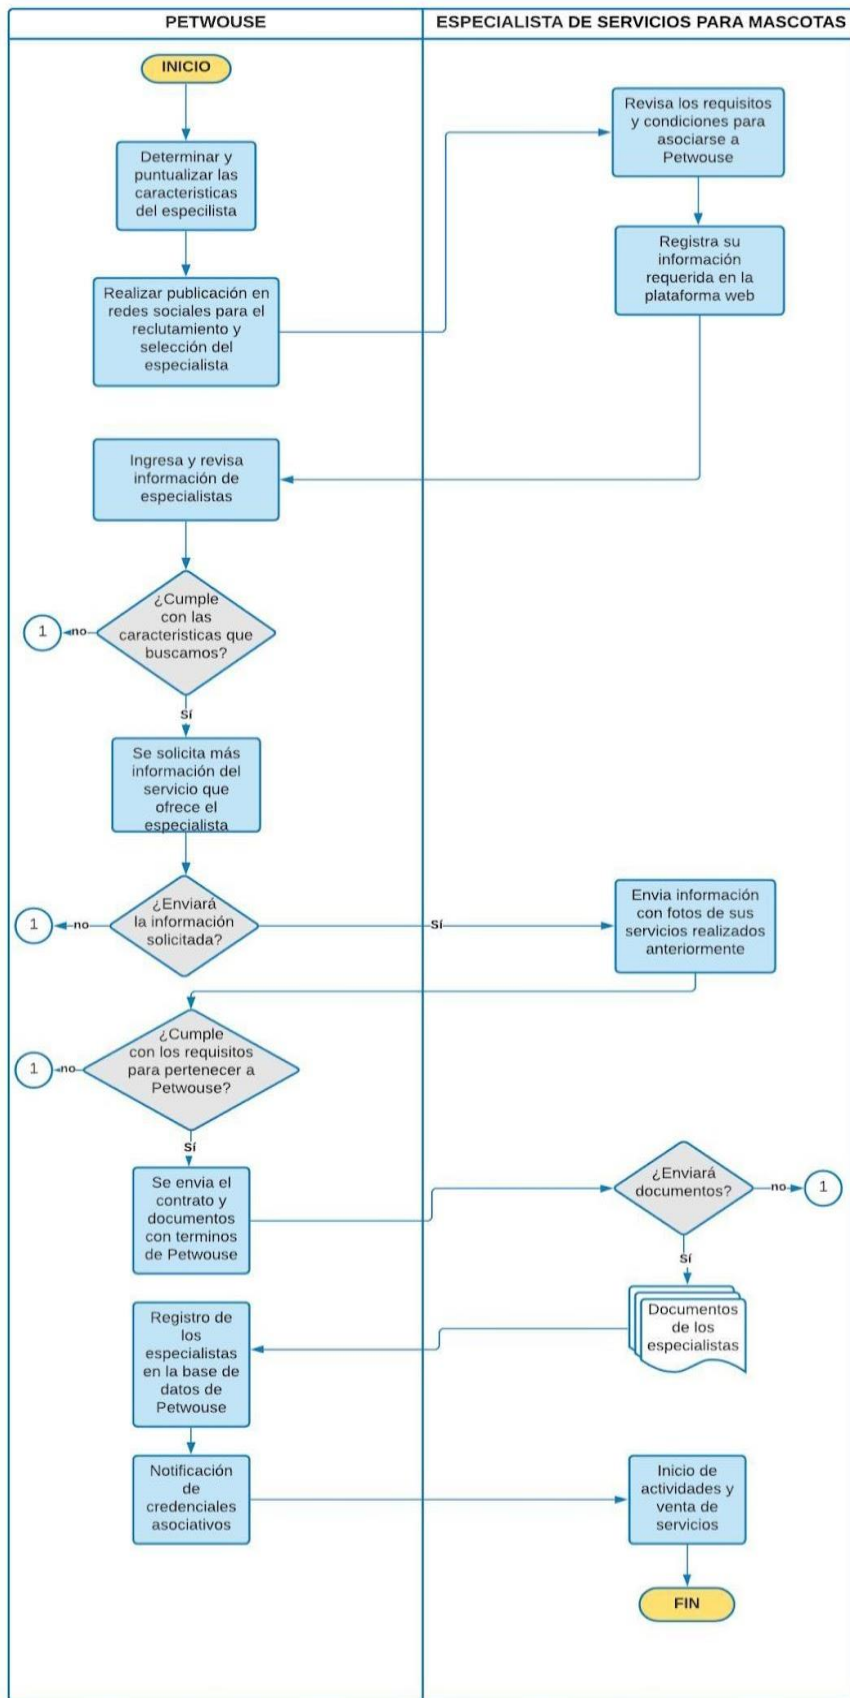 PETWOUSE
ESPECIALISTA DE SERVICIOS PARA MASCOTAS
INICIO
Determinar y
puntualizar las
caracteristicas
del especilista
Realizar publicación en
redes sociales para el
reclutamiento y
selección del
especialista
Revisa los requisitos
y condiciones para
asociarse a
Petwouse
Registra su
información
requerida en la
plataforma web
Ingresa y revisa
información de
especialistas
¿Cumple
con las
caracteristicas que
buscamos?
no
1
Sí
Se solicita más
información del
servicio que
ofrece el
especialista
¿Enviará
la información
solicitada?
no
1
Sí
Envia información
con fotos de sus
servicios realizados
anteriormente
¿Cumple
con los requisitos
para pertenecer a
Petwouse?
no
1
Sí
Se envia el
contrato y
documentos
con terminos
de Petwouse
¿Enviará
documentos?
no
1
Sí
Documentos
de los
especialistas
Registro de
los
especialistas
en la base de
datos de
Petwouse
Notificación
de
credenciales
asociativos
Inicio de
actividades y
venta de
servicios
FIN